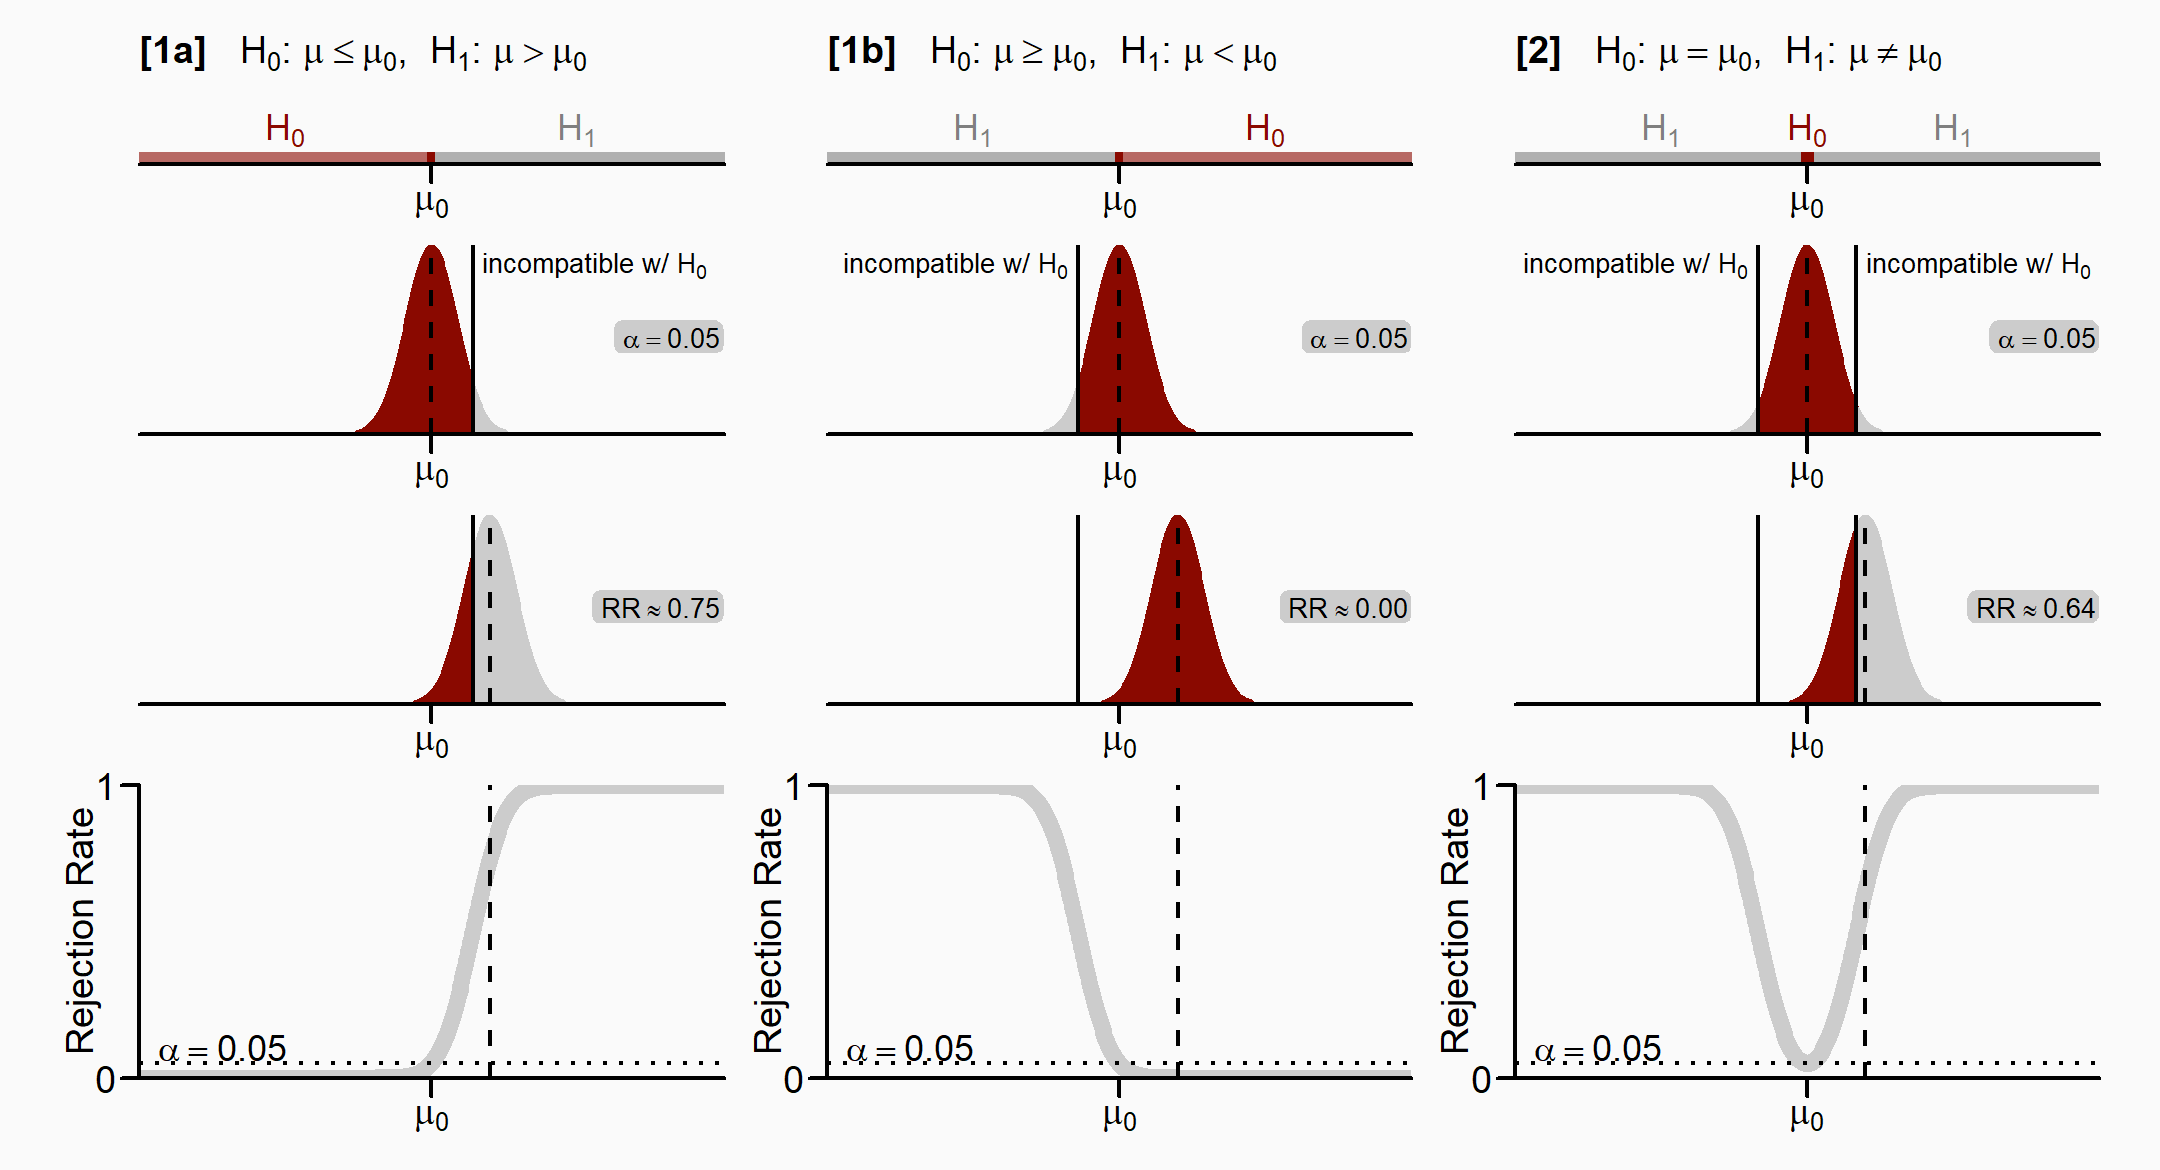 [1a] H₀: μ ≤ μ₀, H₁: μ > μ₀
H₀ H₁
μ₀
incompatible w/ H₀
α = 0.05
μ₀
RR ≈ 0.75
μ₀
1
Rejection Rate
α = 0.05
0
μ₀
[1b] H₀: μ ≥ μ₀, H₁: μ < μ₀
H₁ H₀
μ₀
incompatible w/ H₀
α = 0.05
μ₀
RR ≈ 0.00
μ₀
1
Rejection Rate
α = 0.05
0
μ₀
[2] H₀: μ = μ₀, H₁: μ ≠ μ₀
H₁ H₀ H₁
μ₀
incompatible w/ H₀ incompatible w/ H₀
α = 0.05
μ₀
RR ≈ 0.64
μ₀
1
Rejection Rate
α = 0.05
0
μ₀